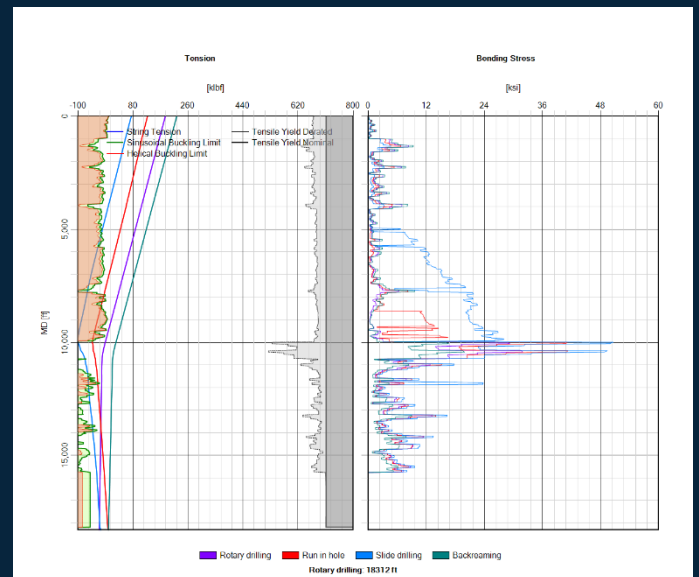 Tension
Bending Stress
[klbf]
[ksi]
-100 80 260 440 620 800
0 12 24 36 48 60
String Tension
Tensile Yield Derated
Sinusoidal Buckling Limit
Tensile Yield Nominal
Helical Buckling Limit
0
5,000
MD [ft]
10,000
15,000
Rotary drilling Run in hole Slide drilling Backreaming
Rotary drilling: 18312 ft